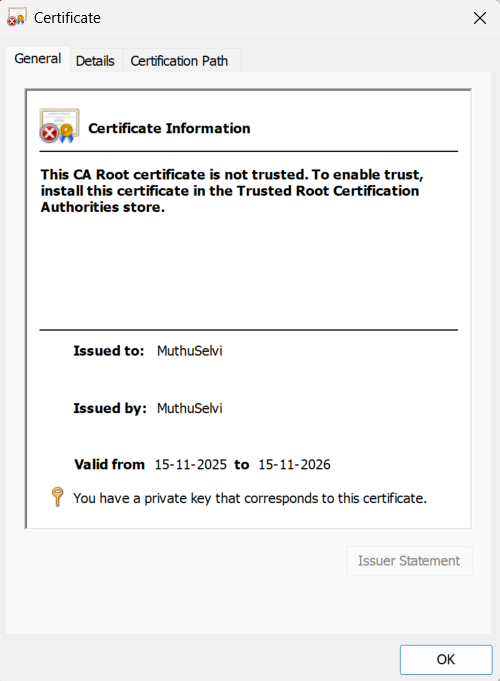 Certificate
General
Details
Certification Path
Certificate Information
This CA Root certificate is not trusted. To enable trust,
install this certificate in the Trusted Root Certification
Authorities store.
Issued to: MuthuSelvi
Issued by: MuthuSelvi
Valid from 15-11-2025 to 15-11-2026
You have a private key that corresponds to this certificate.
Issuer Statement
OK